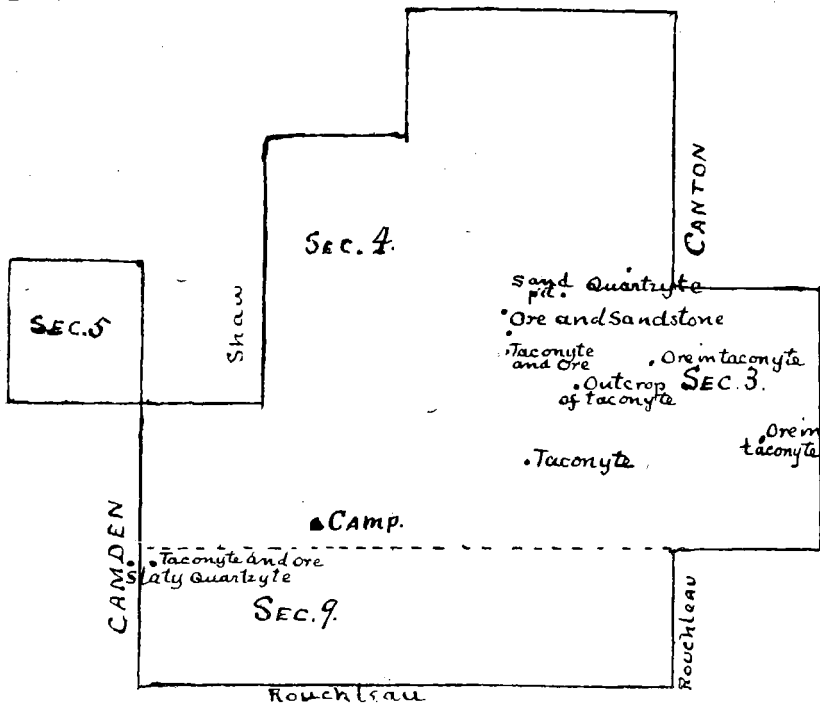 CANTON
SEC. 4.
Sand
pit.
Quartzyte
SEC. 5
Shaw
Ore and Sandstone
Taconyte
and Ore
Ore in taconyte
SEC. 3.
Outcrop
of taconyte
Ore in
taconyte
Taconyte
CAMP.
CAMDEN
Taconyte and ore
Slaty Quartzyte
SEC. 9.
Rouchleau
Rouchleau